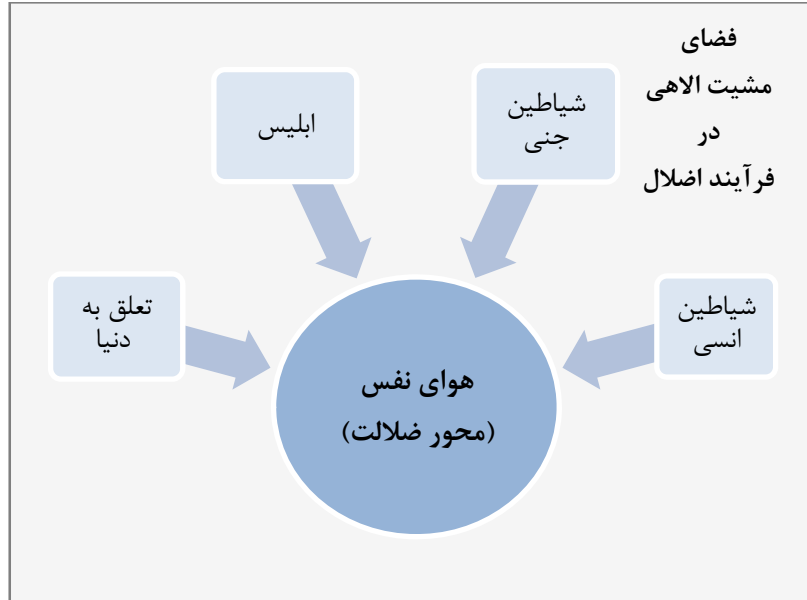 فضای
مشیت الاهی
در
فرآیند اضلال
شیاطین
جنی
ابلیس
شیاطین
انسی
تعلق به
دنیا
هوای نفس
(محور ضلالت)